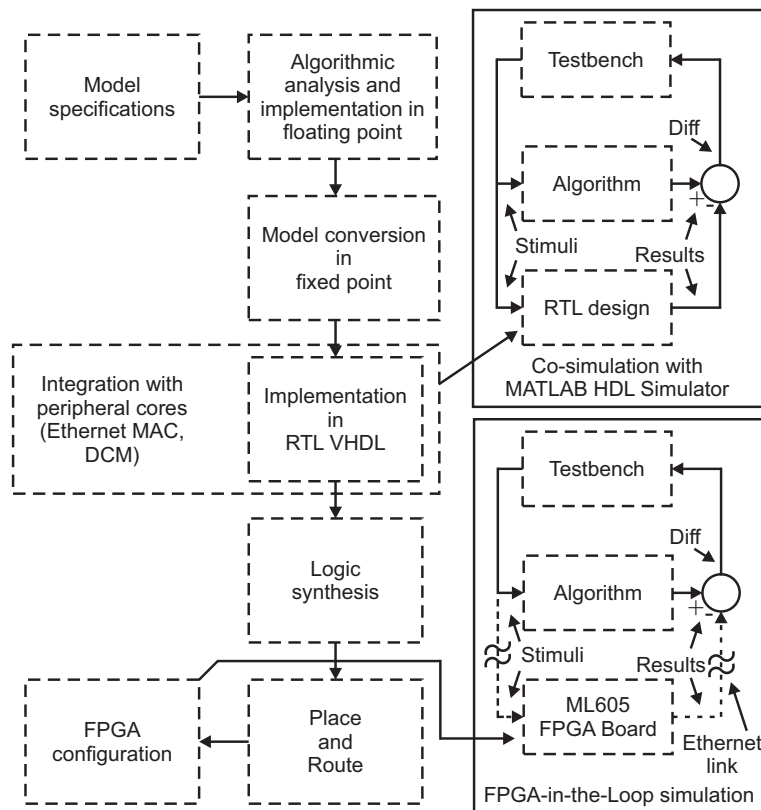 Model
specifications
Algorithmic
analysis and
implementation in
floating point
Model conversion
in
fixed point
Integration with
peripheral cores
(Ethernet MAC,
DCM)
Implementation
in
RTL VHDL
Logic
synthesis
Place
and
Route
FPGA
configuration
Testbench
Diff
Algorithm
+
-
Stimuli
Results
RTL design
Co-simulation with
MATLAB HDL Simulator
Testbench
Diff
Algorithm
+
-
Stimuli
Results
ML605
FPGA Board
Ethernet
link
FPGA-in-the-Loop simulation